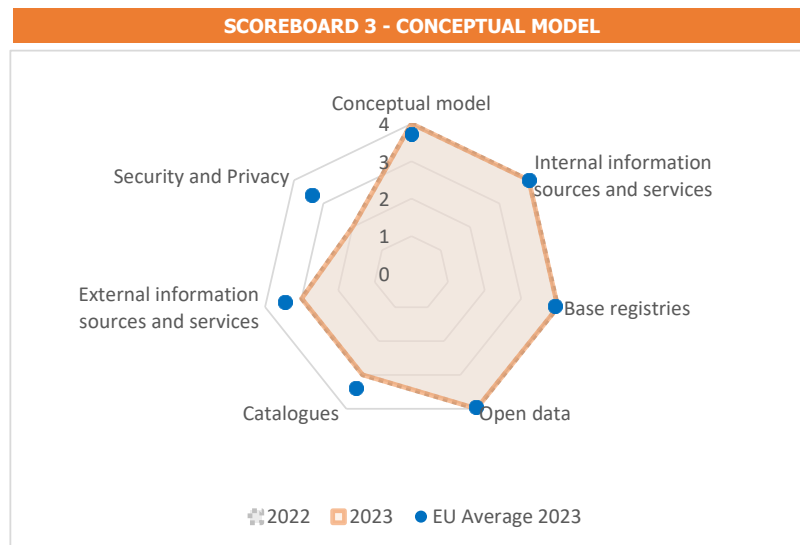 SCOREBOARD 3 - CONCEPTUAL MODEL
Conceptual model
4
3
2
1
0
Internal information
sources and services
Base registries
Open data
Catalogues
External information
sources and services
Security and Privacy
2022
2023
EU Average 2023